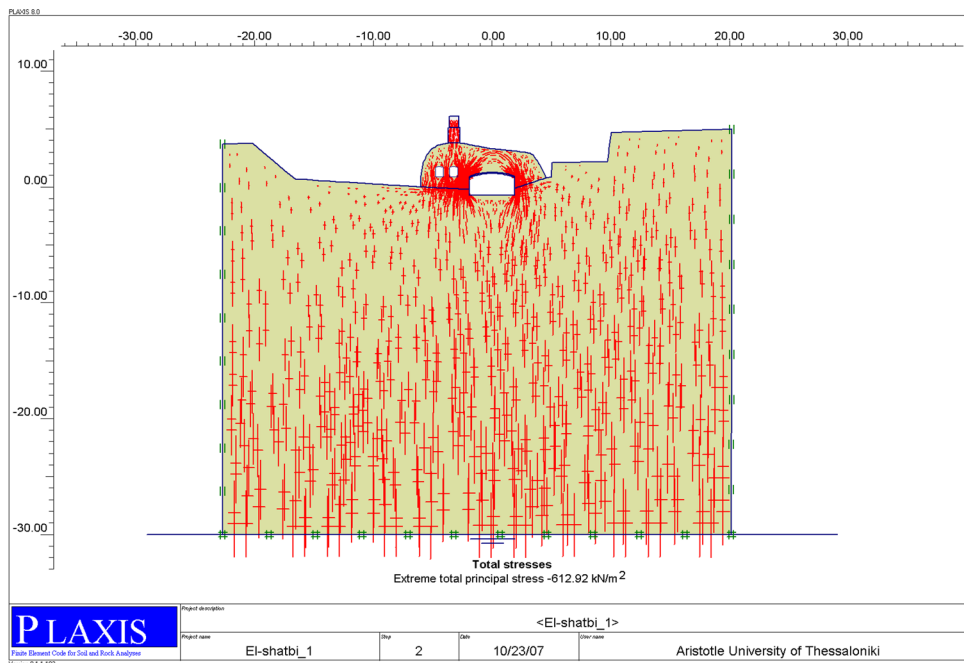 PLAXIS 8.0
-30.00 -20.00 -10.00 0.00 10.00 20.00 30.00
10.00
0.00
-10.00
-20.00
-30.00
Total stresses
Extreme total principal stress -612.92 kN/m2
PLAXIS
Finite Element Code for Soil and Rock Analyses
Project description
<El-shatbi_1>
Project name
El-shatbi_1
Step
2
Date
10/23/07
User name
Aristotle University of Thessaloniki